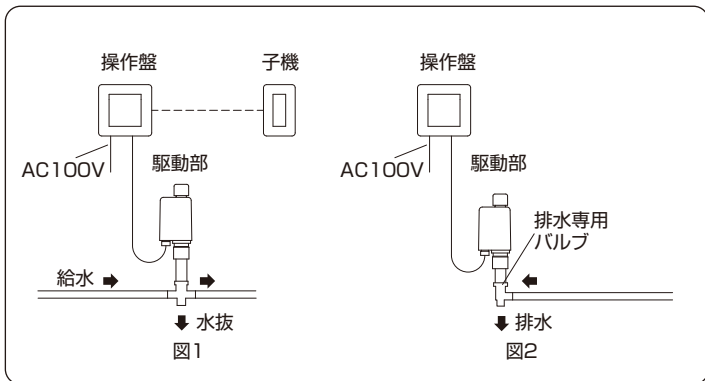 操作盤
子機
AC100V
駆動部
給水
水抜
図1
操作盤
AC100V
駆動部
排水専用
バルブ
排水
図2